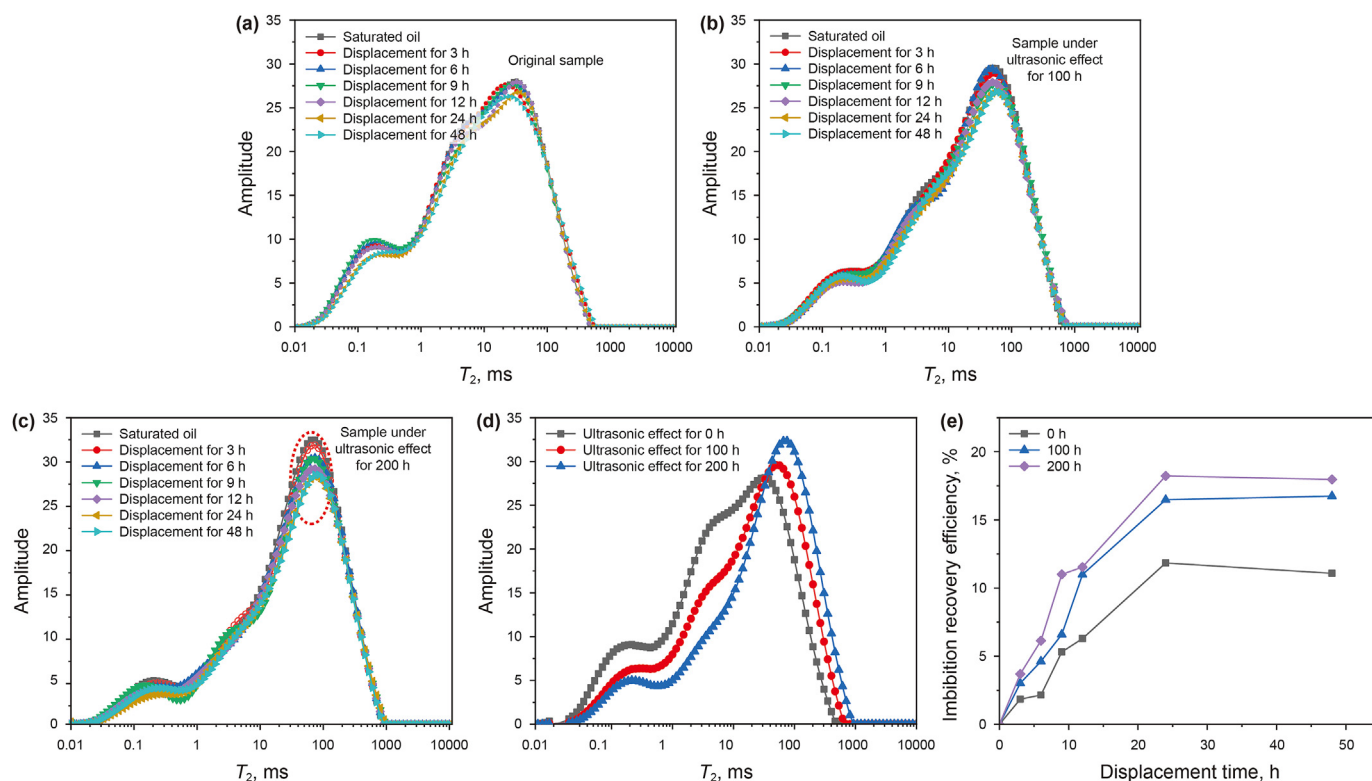 (a)
Saturated oil
Displacement for 3 h
Displacement for 6 h
Displacement for 9 h
Displacement for 12 h
Displacement for 24 h
Displacement for 48 h
Original sample
35
30
25
20
15
10
5
0
Amplitude
0.01 0.1 1 10 100 1000 10000
T2, ms
(b)
Saturated oil
Displacement for 3 h
Displacement for 6 h
Displacement for 9 h
Displacement for 12 h
Displacement for 24 h
Displacement for 48 h
Sample under
ultrasonic effect
for 100 h
35
30
25
20
15
10
5
0
Amplitude
0.01 0.1 1 10 100 1000 10000
T2, ms
(c)
Saturated oil
Displacement for 3 h
Displacement for 6 h
Displacement for 9 h
Displacement for 12 h
Displacement for 24 h
Displacement for 48 h
Sample under
ultrasonic effect
for 200 h
35
30
25
20
15
10
5
0
Amplitude
0.01 0.1 1 10 100 1000 10000
T2, ms
(d)
Ultrasonic effect for 0 h
Ultrasonic effect for 100 h
Ultrasonic effect for 200 h
35
30
25
20
15
10
5
0
Amplitude
0.01 0.1 1 10 100 1000 10000
T2, ms
(e)
0 h
100 h
200 h
20
15
10
5
0
Imbibition recovery efficiency, %
0 10 20 30 40 50
Displacement time, h